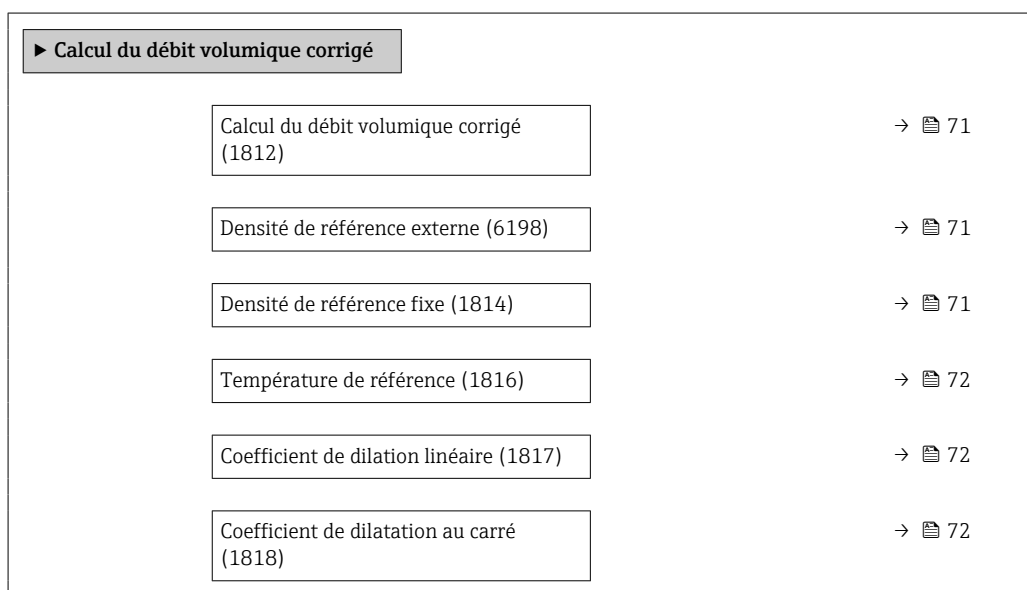 ► Calcul du débit volumique corrigé
Calcul du débit volumique corrigé
(1812)
→ 71
Densité de référence externe (6198)
→ 71
Densité de référence fixe (1814)
→ 71
Température de référence (1816)
→ 72
Coefficient de dilation linéaire (1817)
→ 72
Coefficient de dilatation au carré
(1818)
→ 72